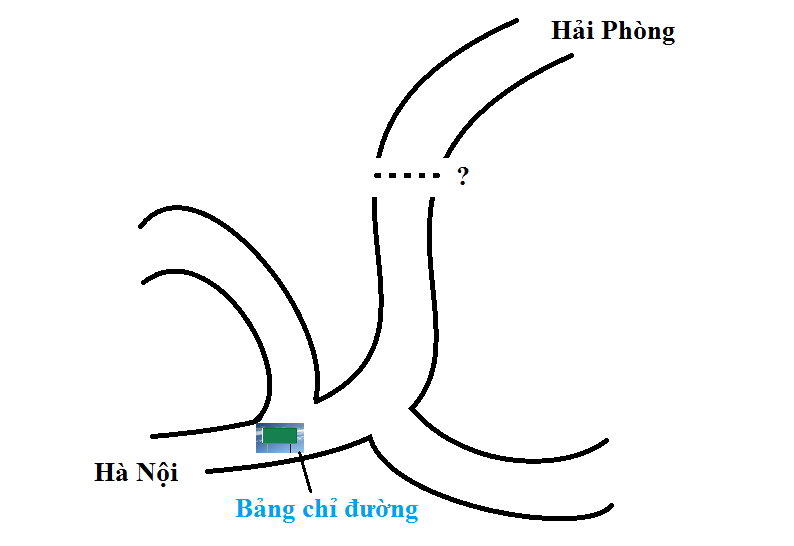 Hải Phòng
?
Hà Nội
Bảng chỉ đường